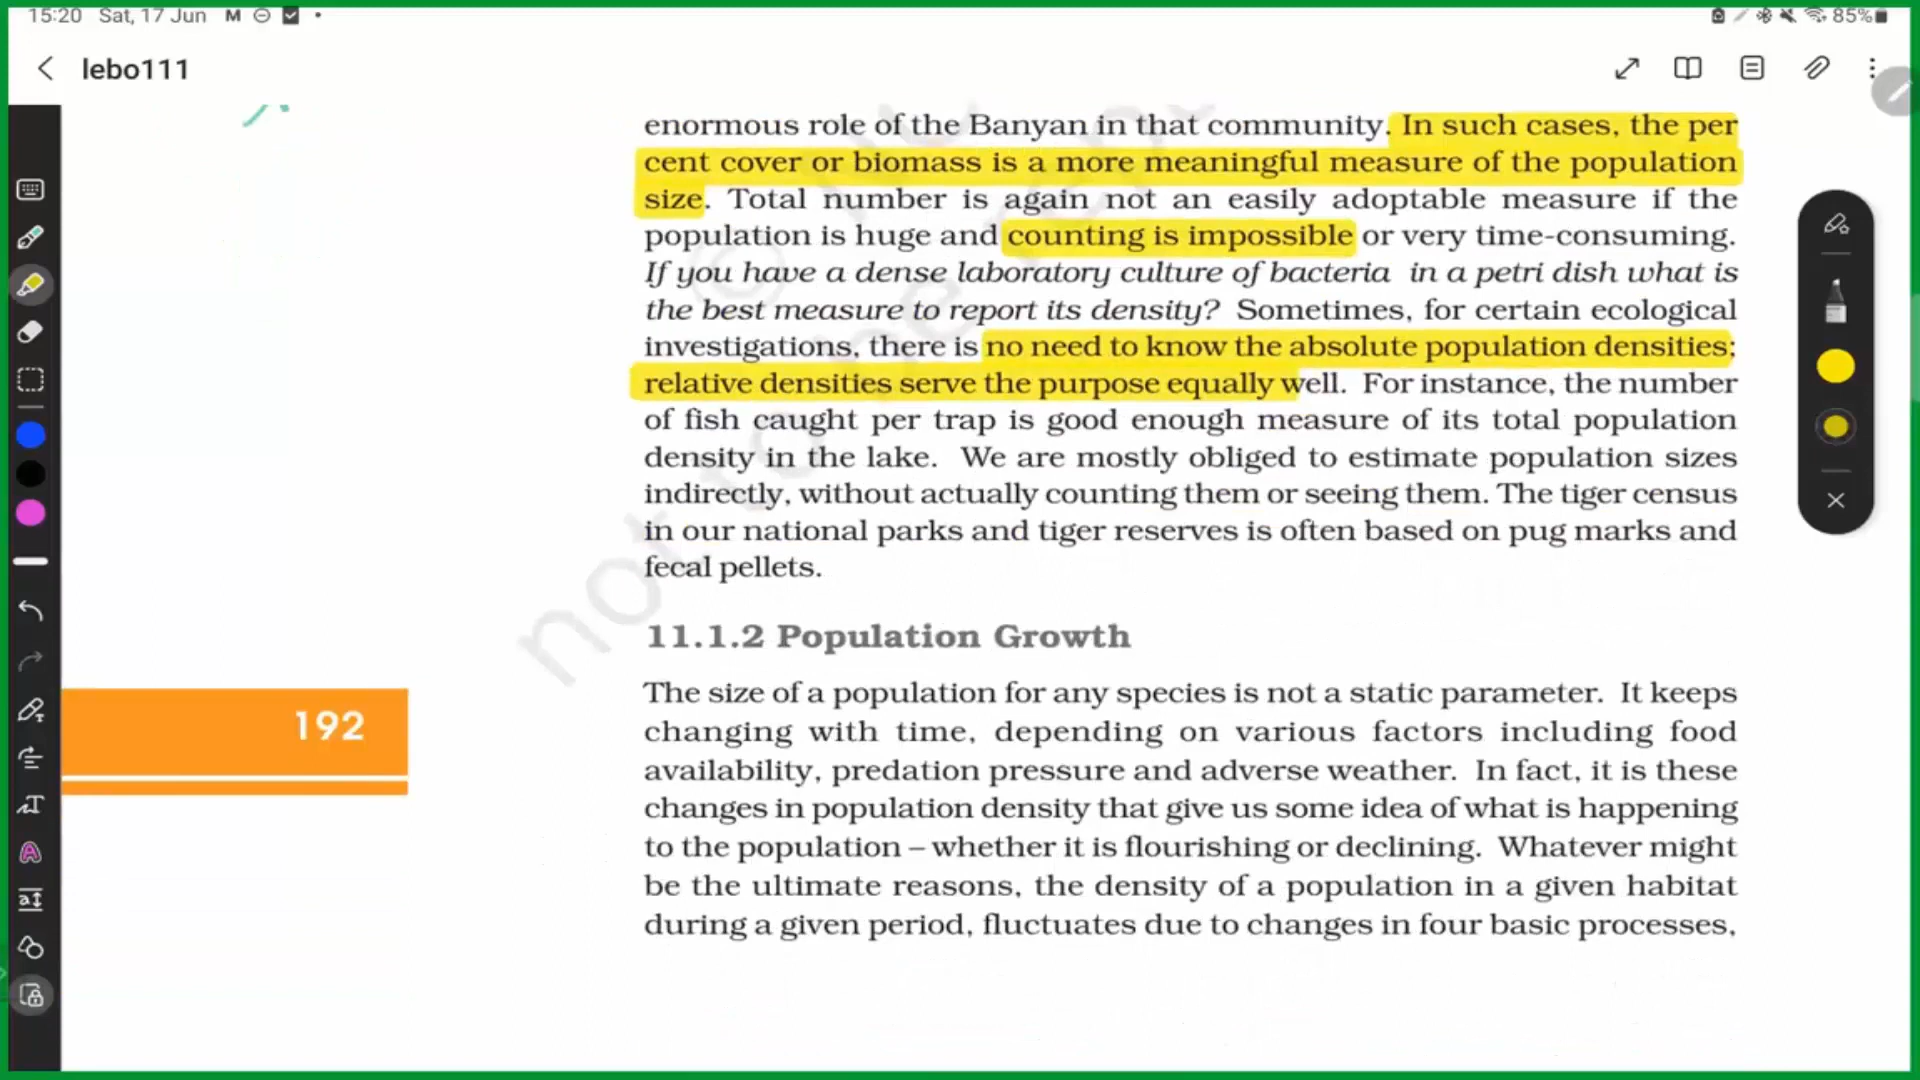 15:20 Sat, 17 Jun M 85%
lebo111
enormous role of the Banyan in that community. In such cases, the per
cent cover or biomass is a more meaningful measure of the population
size. Total number is again not an easily adoptable measure if the
population is huge and counting is impossible or very time-consuming.
If you have a dense laboratory culture of bacteria in a petri dish what is
the best measure to report its density? Sometimes, for certain ecological
investigations, there is no need to know the absolute population densities;
relative densities serve the purpose equally well. For instance, the number
of fish caught per trap is good enough measure of its total population
density in the lake. We are mostly obliged to estimate population sizes
indirectly, without actually counting them or seeing them. The tiger census
in our national parks and tiger reserves is often based on pug marks and
fecal pellets.
not to be
11.1.2 Population Growth
192
The size of a population for any species is not a static parameter. It keeps
changing with time, depending on various factors including food
availability, predation pressure and adverse weather. In fact, it is these
changes in population density that give us some idea of what is happening
to the population – whether it is flourishing or declining. Whatever might
be the ultimate reasons, the density of a population in a given habitat
during a given period, fluctuates due to changes in four basic processes,